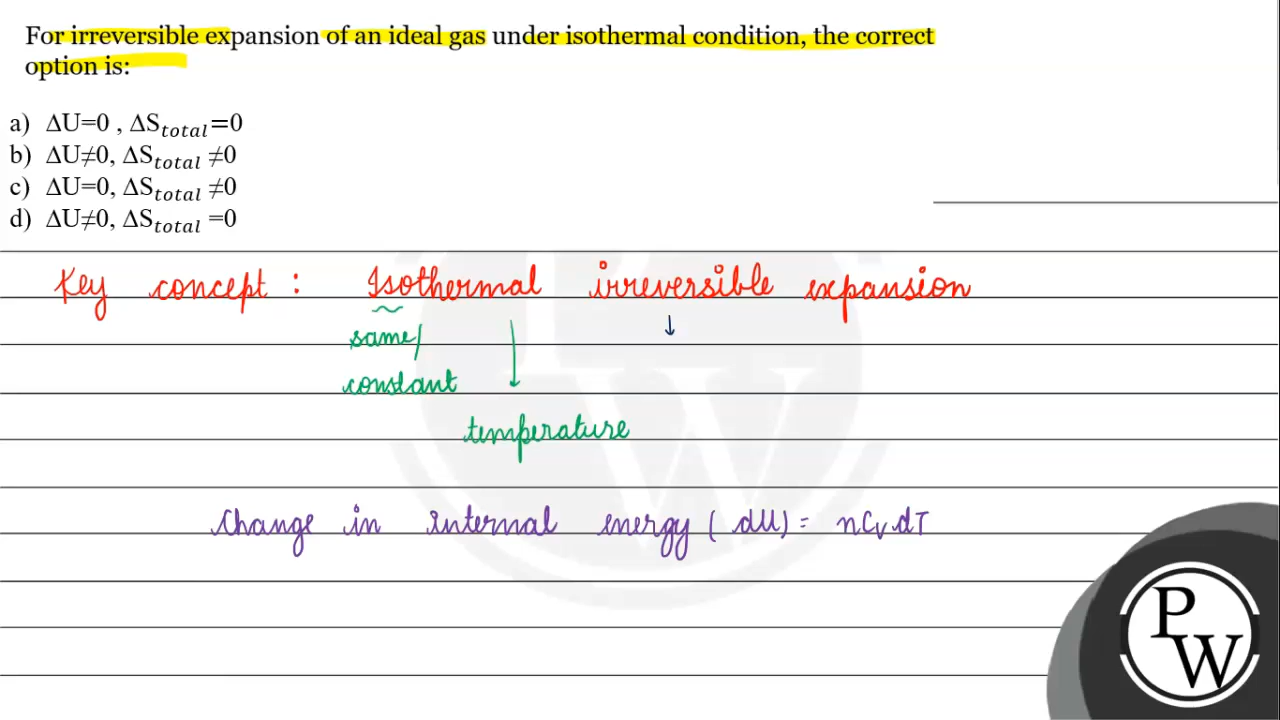 For irreversible expansion of an ideal gas under isothermal condition, the correct
option is:
a) ΔU=0 , ΔS_total=0
b) ΔU≠0, ΔS_total ≠0
c) ΔU=0, ΔS_total ≠0
d) ΔU≠0, ΔS_total =0
Key concept : Isothermal irreversible expansion
same/ ↓ ↓
constant
temperature
Change in internal energy ( dU) = nCv dT
P
W
PW